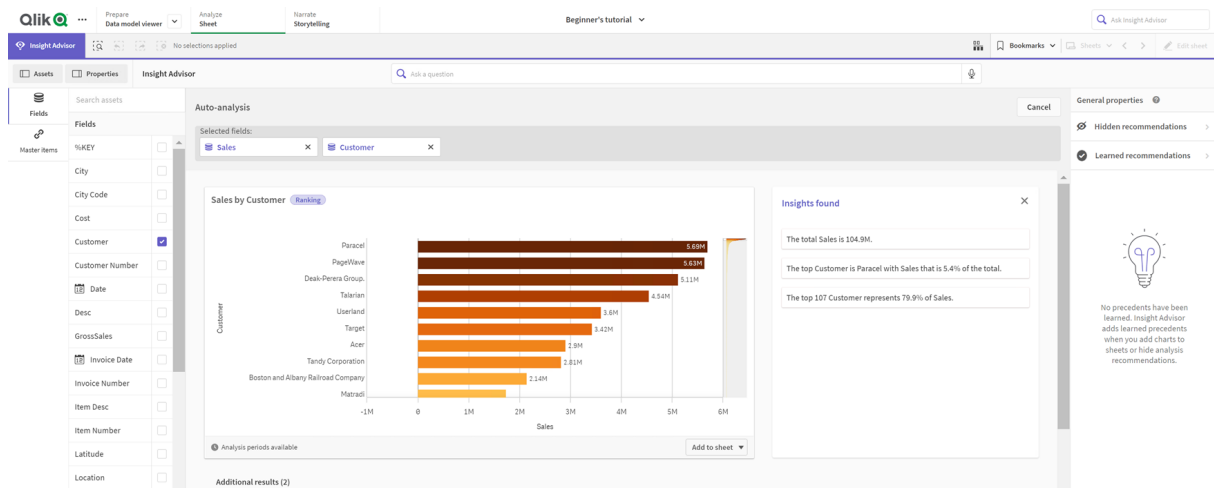 Qlik
Prepare
Data model viewer
Analyze
Sheet
Narrate
Storytelling
Beginner's tutorial
Ask Insight Advisor
Insight Advisor
No selections applied
Bookmarks
Sheets
Edit sheet
Assets
Properties
Insight Advisor
Ask a question
Fields
Master items
Search assets
Fields
%KEY
City
City Code
Cost
Customer
Customer Number
Date
Desc
GrossSales
Invoice Date
Invoice Number
Item Desc
Item Number
Latitude
Location
Auto-analysis
Cancel
Selected fields:
Sales
Customer
Sales by Customer
Ranking
Customer
Paracel
5.69M
PageWave
5.63M
Deak-Perera Group.
5.11M
Talarian
4.54M
Userland
3.6M
Target
3.42M
Acer
2.9M
Tandy Corporation
2.81M
Boston and Albany Railroad Company
2.14M
Matradi
-1M 0 1M 2M 3M 4M 5M 6M
Sales
Analysis periods available
Add to sheet
Additional results (2)
Insights found
The total Sales is 104.9M.
The top Customer is Paracel with Sales that is 5.4% of the total.
The top 107 Customer represents 79.9% of Sales.
General properties
Hidden recommendations
Learned recommendations
No precedents have been
learned. Insight Advisor
adds learned precedents
when you add charts to
sheets or hide analysis
recommendations.